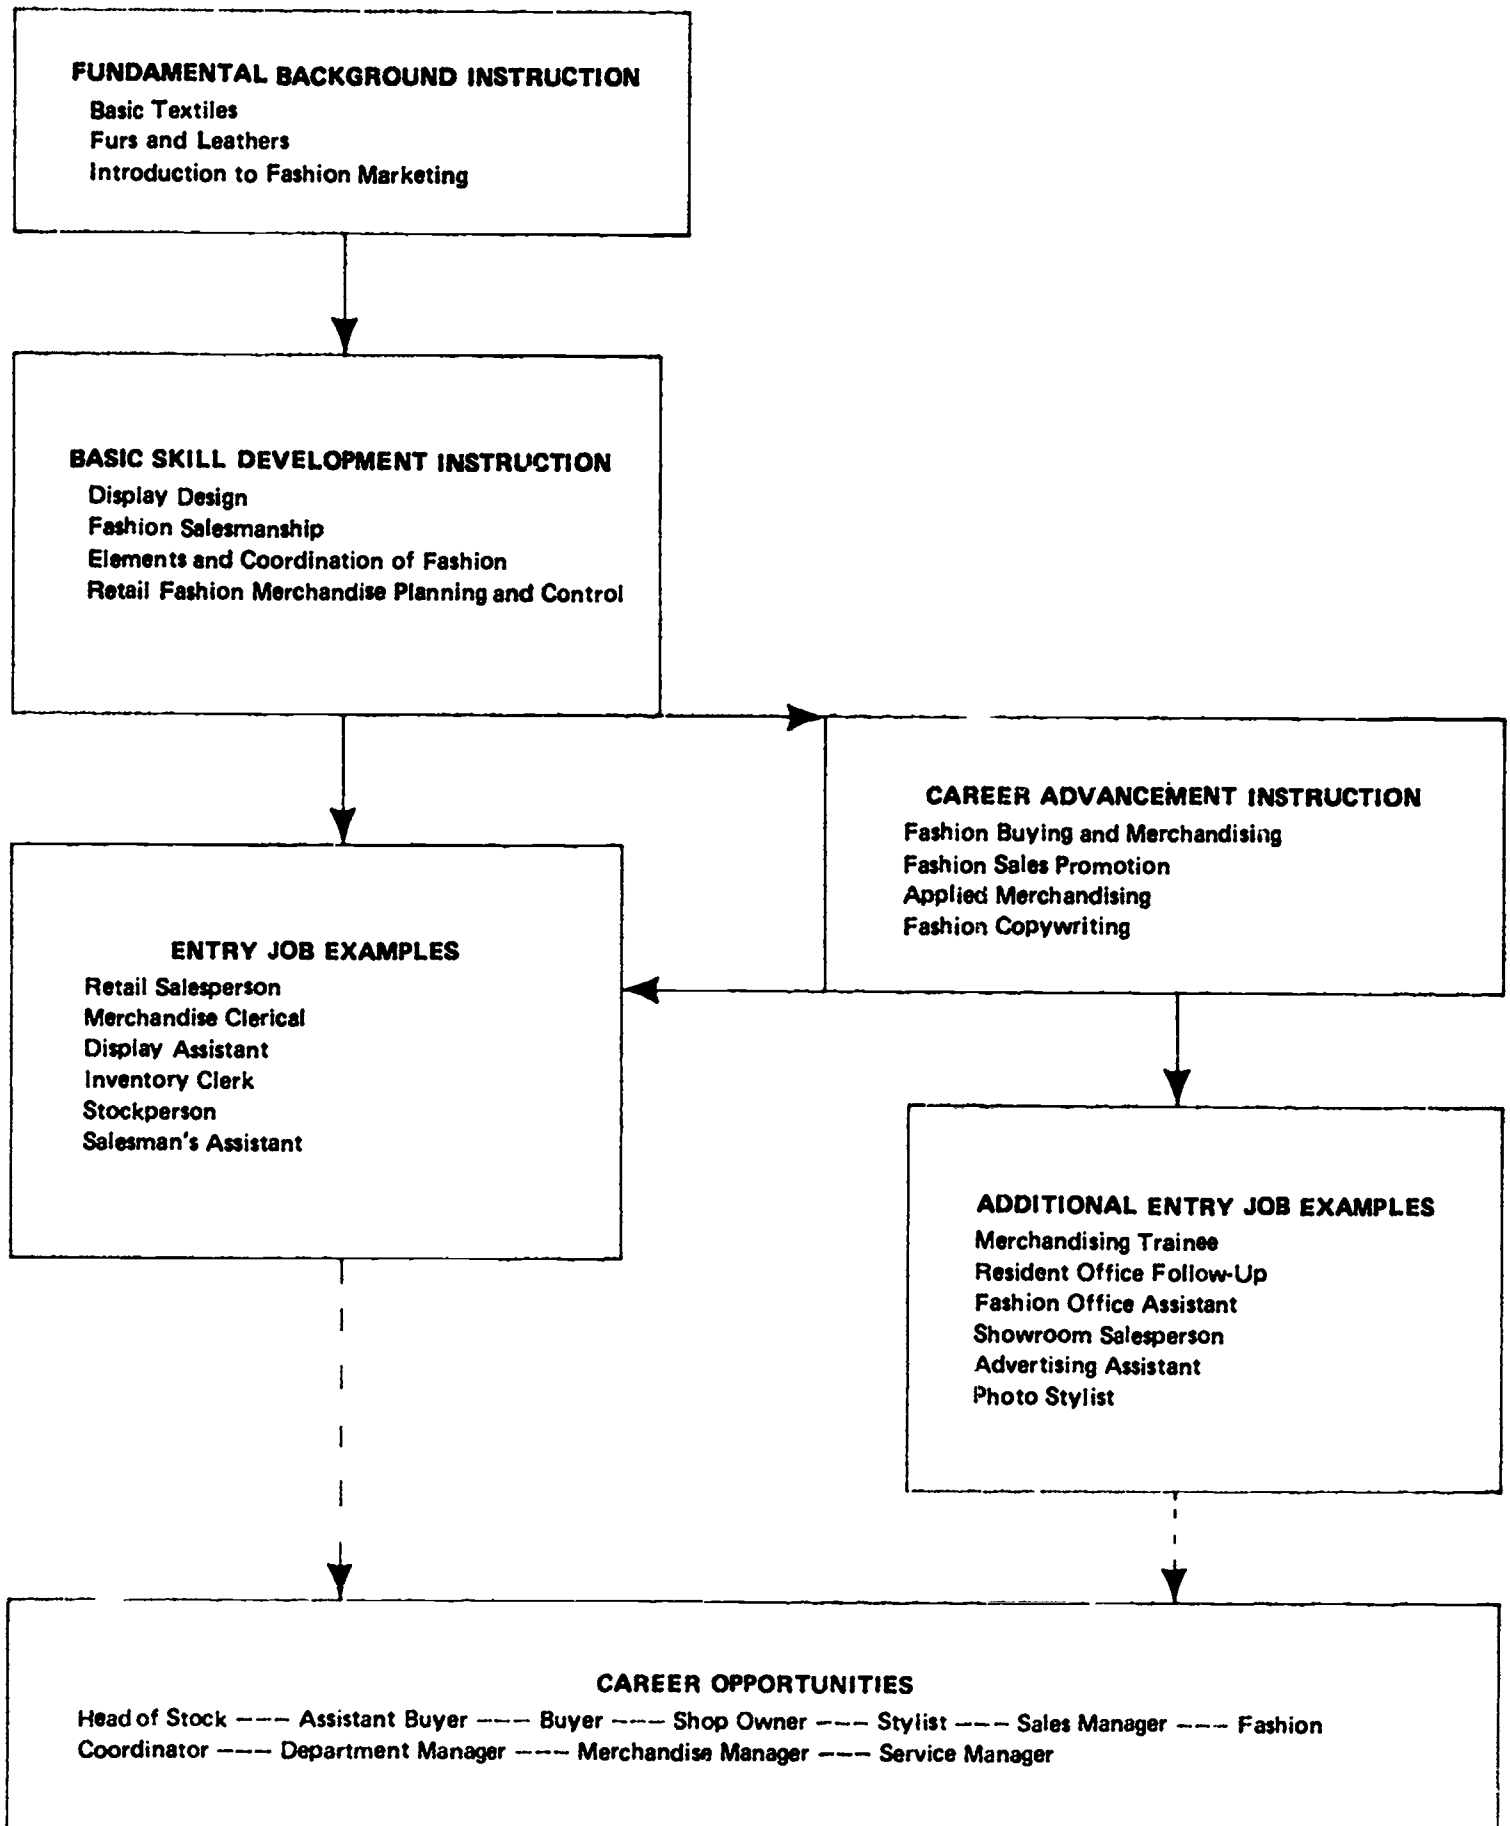 FUNDAMENTAL BACKGROUND INSTRUCTION
Basic Textiles
Furs and Leathers
Introduction to Fashion Marketing
BASIC SKILL DEVELOPMENT INSTRUCTION
Display Design
Fashion Salesmanship
Elements and Coordination of Fashion
Retail Fashion Merchandise Planning and Control
CAREER ADVANCEMENT INSTRUCTION
Fashion Buying and Merchandising
Fashion Sales Promotion
Applied Merchandising
Fashion Copywriting
ENTRY JOB EXAMPLES
Retail Salesperson
Merchandise Clerical
Display Assistant
Inventory Clerk
Stockperson
Salesman's Assistant
ADDITIONAL ENTRY JOB EXAMPLES
Merchandising Trainee
Resident Office Follow-Up
Fashion Office Assistant
Showroom Salesperson
Advertising Assistant
Photo Stylist
CAREER OPPORTUNITIES
Head of Stock --- Assistant Buyer --- Buyer --- Shop Owner --- Stylist --- Sales Manager --- Fashion
Coordinator --- Department Manager --- Merchandise Manager --- Service Manager